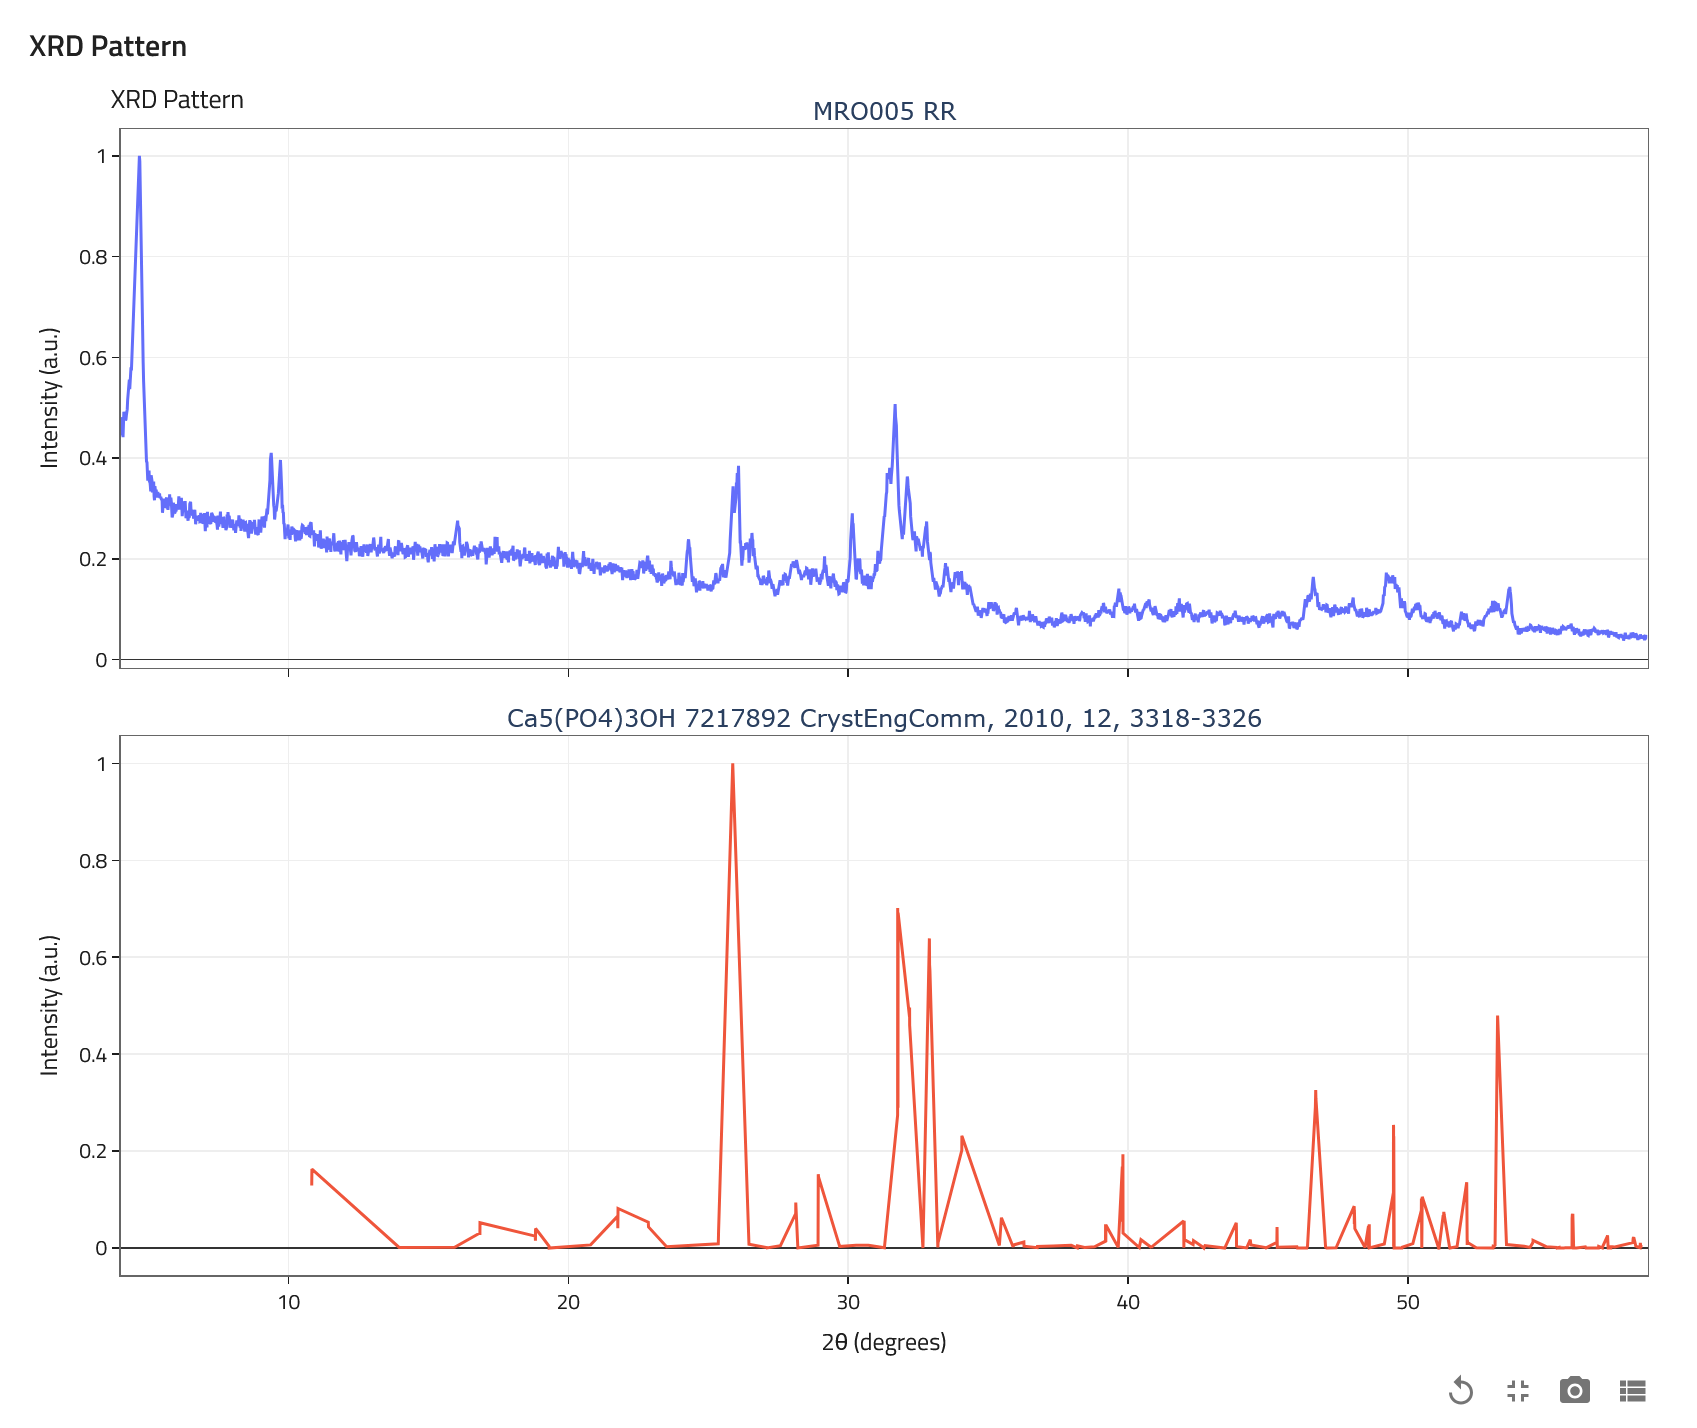 XRD Pattern
XRD Pattern
MRO005 RR
1
0.8
0.6
0.4
0.2
0
Intensity (a.u.)
Ca5(PO4)3OH 7217892 CrystEngComm, 2010, 12, 3318-3326
1
0.8
0.6
0.4
0.2
0
Intensity (a.u.)
10 20 30 40 50
2θ (degrees)